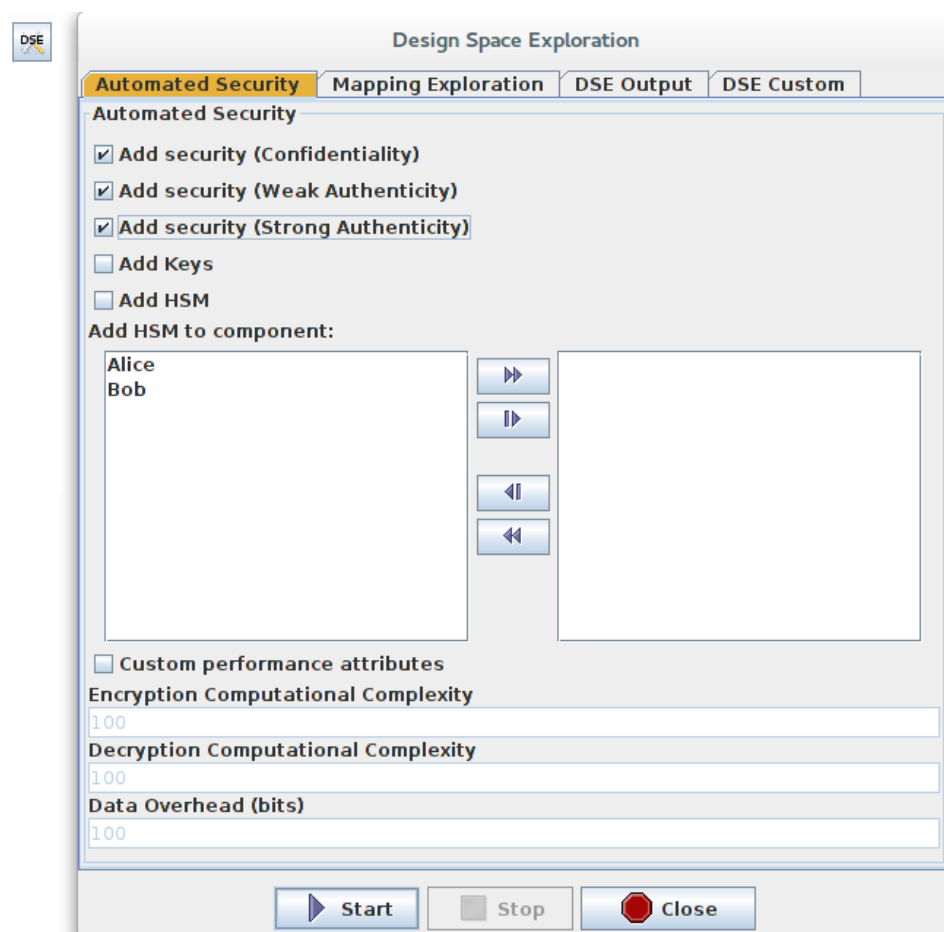 DSE
Design Space Exploration
Automated Security Mapping Exploration DSE Output DSE Custom
Automated Security
Add security (Confidentiality)
Add security (Weak Authenticity)
Add security (Strong Authenticity)
Add Keys
Add HSM
Add HSM to component:
Alice
Bob
Custom performance attributes
Encryption Computational Complexity
100
Decryption Computational Complexity
100
Data Overhead (bits)
100
Start Stop Close